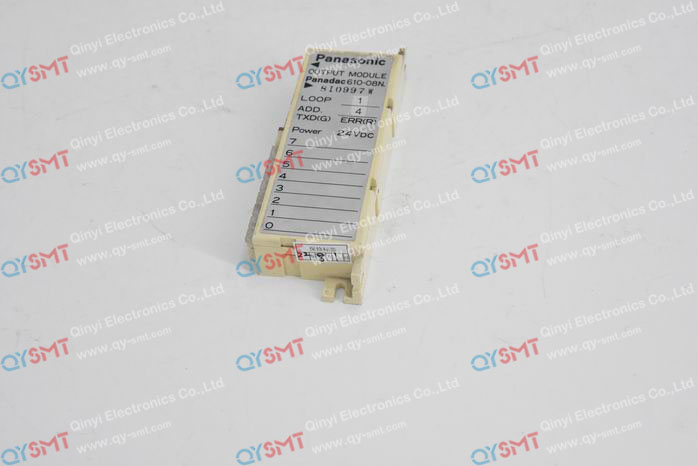 Panasonic
OUTPUT MODULE
Panadac 610-08N.
8I0997W
LOOP 1
ADD. 4
TXD(G) ERR(R)
Power 24VDC
7
6
5
4
3
2
1
0
QYSMT
Qinyi Electronics Co.,Ltd
www.qy-smt.com